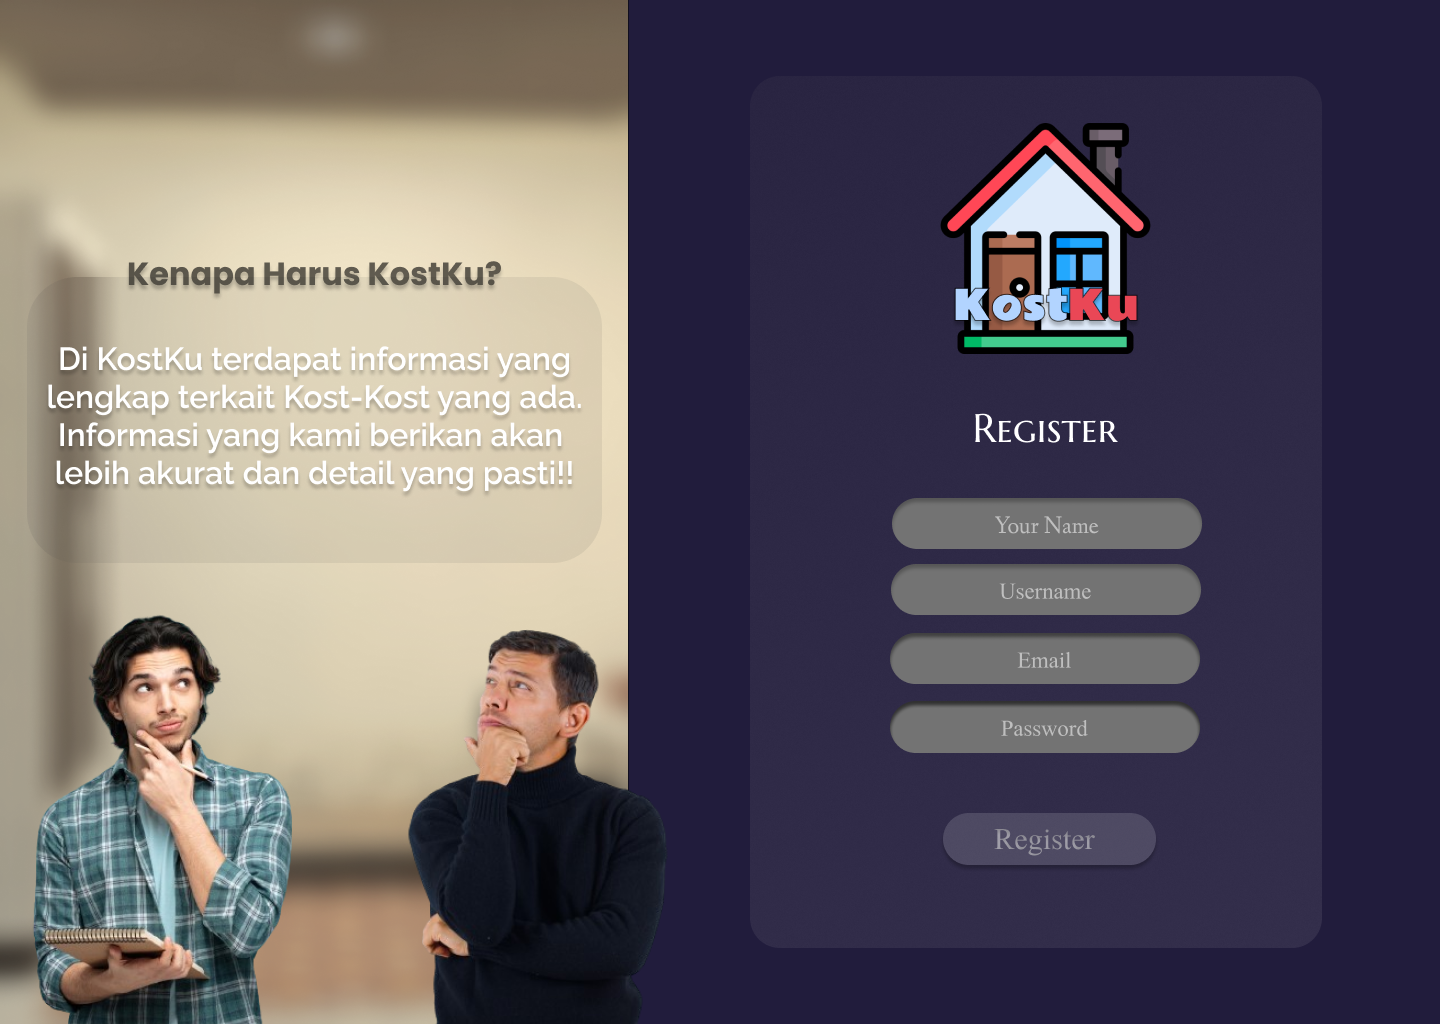 Kenapa Harus KostKu?
Di KostKu terdapat informasi yang
lengkap terkait Kost-Kost yang ada.
Informasi yang kami berikan akan
lebih akurat dan detail yang pasti!!
KostKu
Register
Your Name
Username
Email
Password
Register